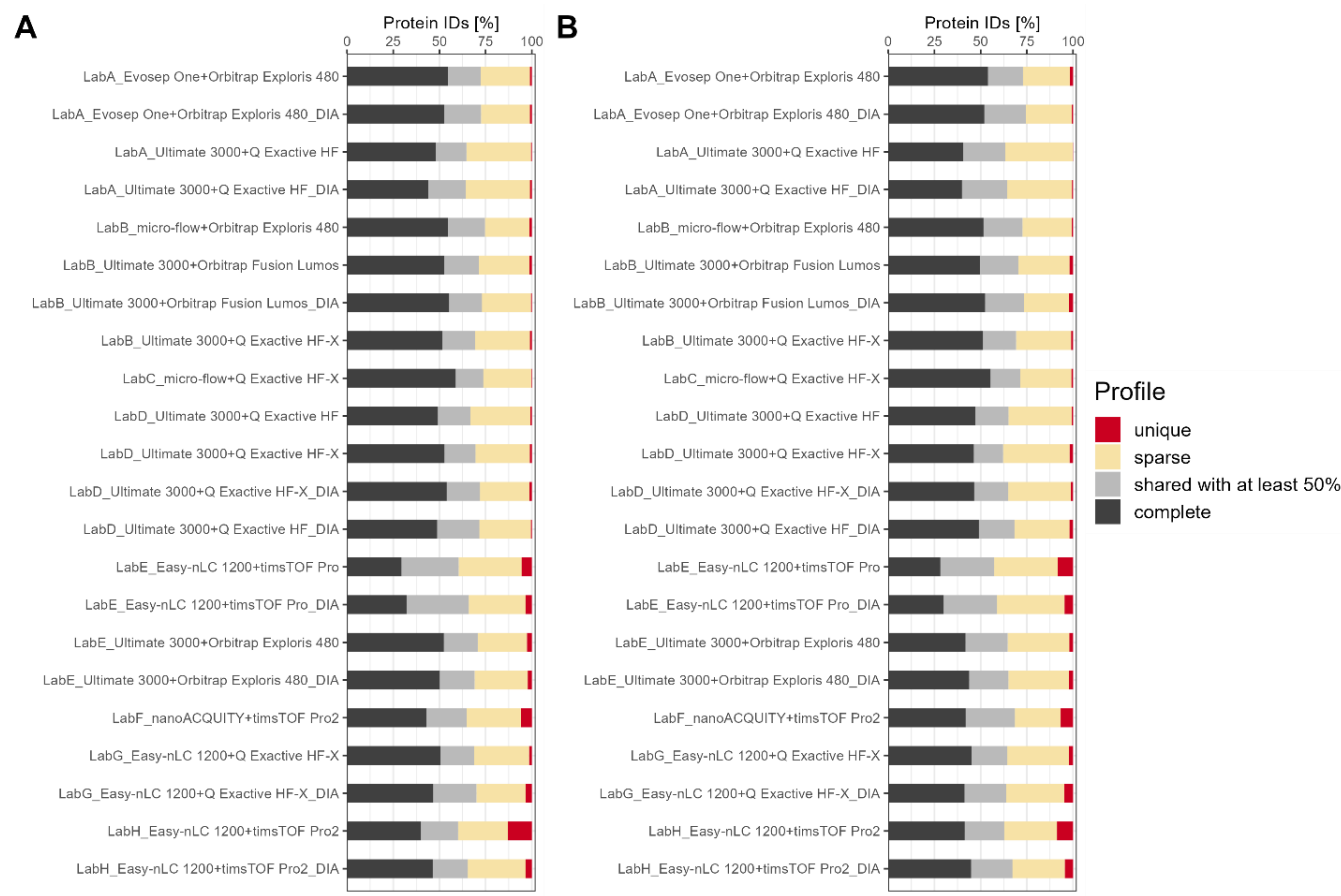 A
Protein IDs [%]
0 25 50 75 100
LabA_Evosep One+Orbitrap Exploris 480
LabA_Evosep One+Orbitrap Exploris 480_DIA
LabA_Ultimate 3000+Q Exactive HF
LabA_Ultimate 3000+Q Exactive HF_DIA
LabB_micro-flow+Orbitrap Exploris 480
LabB_Ultimate 3000+Orbitrap Fusion Lumos
LabB_Ultimate 3000+Orbitrap Fusion Lumos_DIA
LabB_Ultimate 3000+Q Exactive HF-X
LabC_micro-flow+Q Exactive HF-X
LabD_Ultimate 3000+Q Exactive HF
LabD_Ultimate 3000+Q Exactive HF-X
LabD_Ultimate 3000+Q Exactive HF-X_DIA
LabD_Ultimate 3000+Q Exactive HF_DIA
LabE_Easy-nLC 1200+timsTOF Pro
LabE_Easy-nLC 1200+timsTOF Pro_DIA
LabE_Ultimate 3000+Orbitrap Exploris 480
LabE_Ultimate 3000+Orbitrap Exploris 480_DIA
LabF_nanoACQUITY+timsTOF Pro2
LabG_Easy-nLC 1200+Q Exactive HF-X
LabG_Easy-nLC 1200+Q Exactive HF-X_DIA
LabH_Easy-nLC 1200+timsTOF Pro2
LabH_Easy-nLC 1200+timsTOF Pro2_DIA
B
Protein IDs [%]
0 25 50 75 100
LabA_Evosep One+Orbitrap Exploris 480
LabA_Evosep One+Orbitrap Exploris 480_DIA
LabA_Ultimate 3000+Q Exactive HF
LabA_Ultimate 3000+Q Exactive HF_DIA
LabB_micro-flow+Orbitrap Exploris 480
LabB_Ultimate 3000+Orbitrap Fusion Lumos
LabB_Ultimate 3000+Orbitrap Fusion Lumos_DIA
LabB_Ultimate 3000+Q Exactive HF-X
LabC_micro-flow+Q Exactive HF-X
LabD_Ultimate 3000+Q Exactive HF
LabD_Ultimate 3000+Q Exactive HF-X
LabD_Ultimate 3000+Q Exactive HF-X_DIA
LabD_Ultimate 3000+Q Exactive HF_DIA
LabE_Easy-nLC 1200+timsTOF Pro
LabE_Easy-nLC 1200+timsTOF Pro_DIA
LabE_Ultimate 3000+Orbitrap Exploris 480
LabE_Ultimate 3000+Orbitrap Exploris 480_DIA
LabF_nanoACQUITY+timsTOF Pro2
LabG_Easy-nLC 1200+Q Exactive HF-X
LabG_Easy-nLC 1200+Q Exactive HF-X_DIA
LabH_Easy-nLC 1200+timsTOF Pro2
LabH_Easy-nLC 1200+timsTOF Pro2_DIA
Profile
unique
sparse
shared with at least 50%
complete